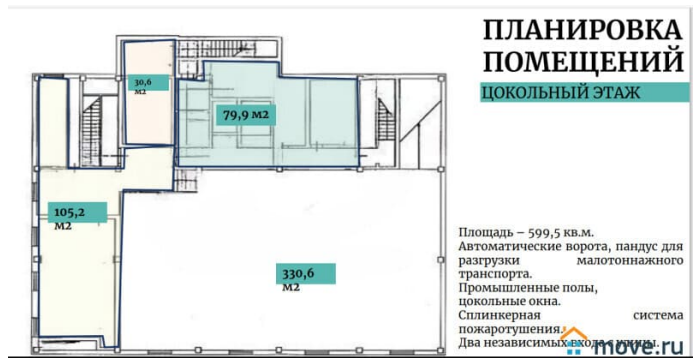 ПЛАНИРОВКА
ПОМЕЩЕНИЙ
ЦОКОЛЬНЫЙ ЭТАЖ
30,6
м2
79,9 м2
105,2
м2
330,6
м2
Площадь – 599,5 кв.м.
Автоматические ворота, пандус для
разгрузки малотоннажного
транспорта.
Промышленные полы,
цокольные окна.
Сплинкерная система
пожаротушения.
Два независимых входа с улицы.
move.ru